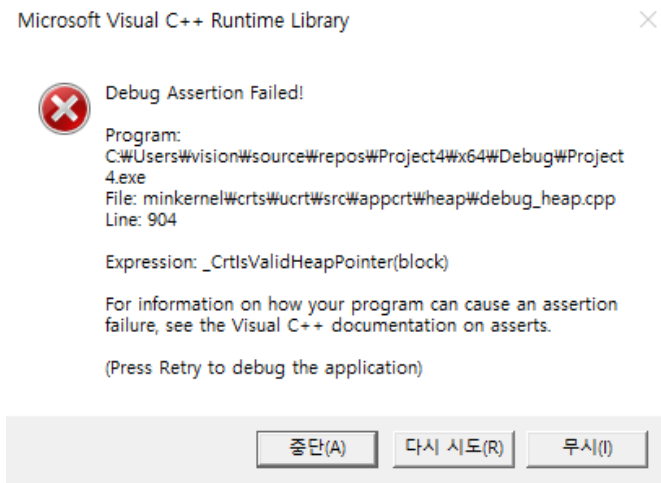 Microsoft Visual C++ Runtime Library
Debug Assertion Failed!
Program:
C:₩Users₩vision₩source₩repos₩Project4₩x64₩Debug₩Project
4.exe
File: minkernel₩crts₩ucrt₩src₩appcrt₩heap₩debug_heap.cpp
Line: 904
Expression: _CrtIsValidHeapPointer(block)
For information on how your program can cause an assertion
failure, see the Visual C++ documentation on asserts.
(Press Retry to debug the application)
중단(A) 다시 시도(R) 무시(I)